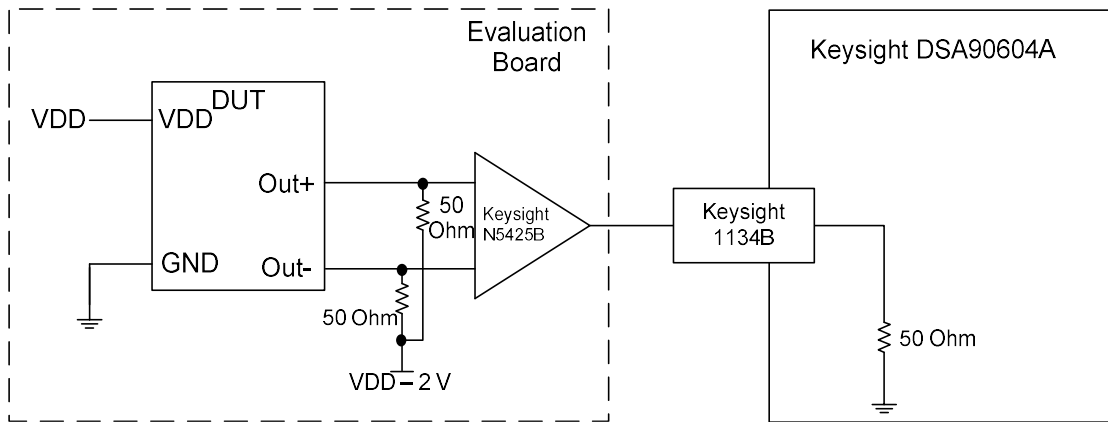 Evaluation
Board
Keysight DSA90604A
DUT
VDD
VDD
Out+
50
Ohm
Keysight
N5425B
Keysight
1134B
GND
Out-
50 Ohm
50 Ohm
VDD – 2 V